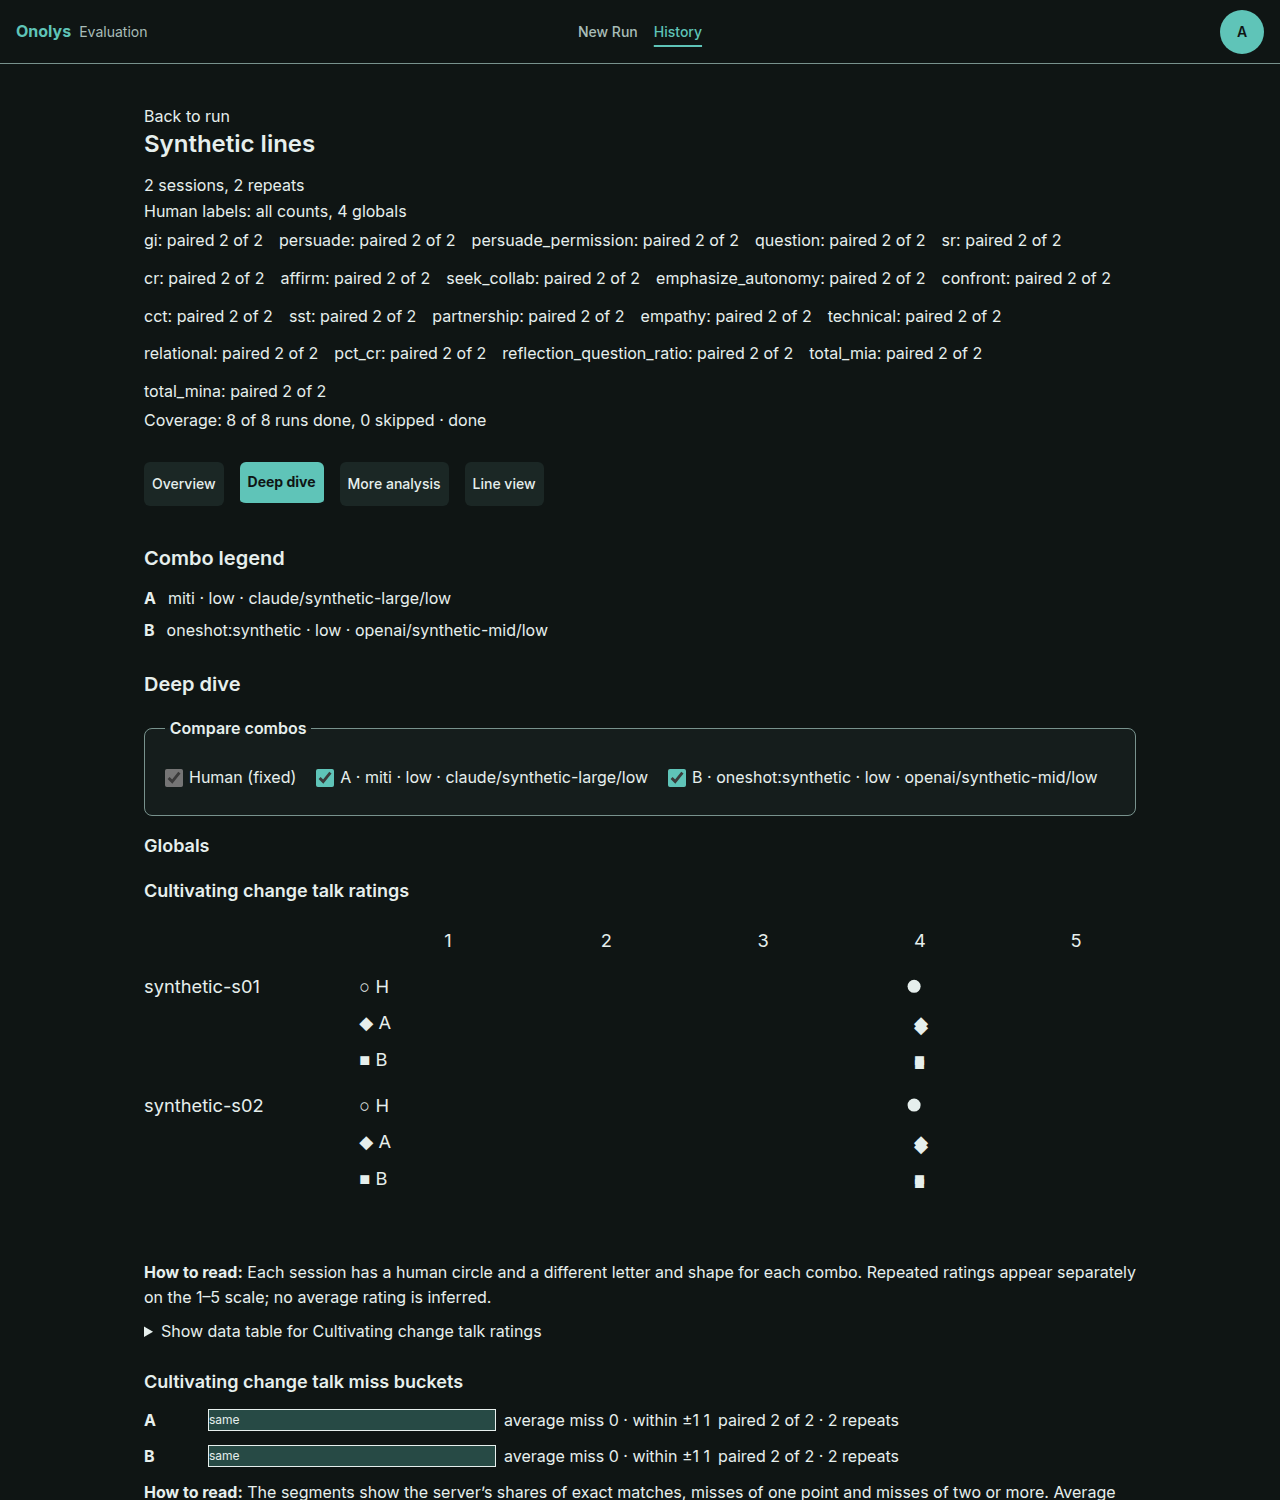 Onolys Evaluation New Run History A
Back to run
Synthetic lines
2 sessions, 2 repeats
Human labels: all counts, 4 globals
gi: paired 2 of 2 persuade: paired 2 of 2 persuade_permission: paired 2 of 2 question: paired 2 of 2 sr: paired 2 of 2
cr: paired 2 of 2 affirm: paired 2 of 2 seek_collab: paired 2 of 2 emphasize_autonomy: paired 2 of 2 confront: paired 2 of 2
cct: paired 2 of 2 sst: paired 2 of 2 partnership: paired 2 of 2 empathy: paired 2 of 2 technical: paired 2 of 2
relational: paired 2 of 2 pct_cr: paired 2 of 2 reflection_question_ratio: paired 2 of 2 total_mia: paired 2 of 2
total_mina: paired 2 of 2
Coverage: 8 of 8 runs done, 0 skipped · done
Overview Deep dive More analysis Line view
Combo legend
A miti · low · claude/synthetic-large/low
B oneshot:synthetic · low · openai/synthetic-mid/low
Deep dive
Compare combos
Human (fixed) A · miti · low · claude/synthetic-large/low B · oneshot:synthetic · low · openai/synthetic-mid/low
Globals
Cultivating change talk ratings
1 2 3 4 5
synthetic-s01 ○ H
◆ A
■ B
synthetic-s02 ○ H
◆ A
■ B
How to read: Each session has a human circle and a different letter and shape for each combo. Repeated ratings appear separately
on the 1–5 scale; no average rating is inferred.
Show data table for Cultivating change talk ratings
Cultivating change talk miss buckets
A same average miss 0 · within ±1 1 paired 2 of 2 · 2 repeats
B same average miss 0 · within ±1 1 paired 2 of 2 · 2 repeats
How to read: The segments show the server’s shares of exact matches, misses of one point and misses of two or more. Average